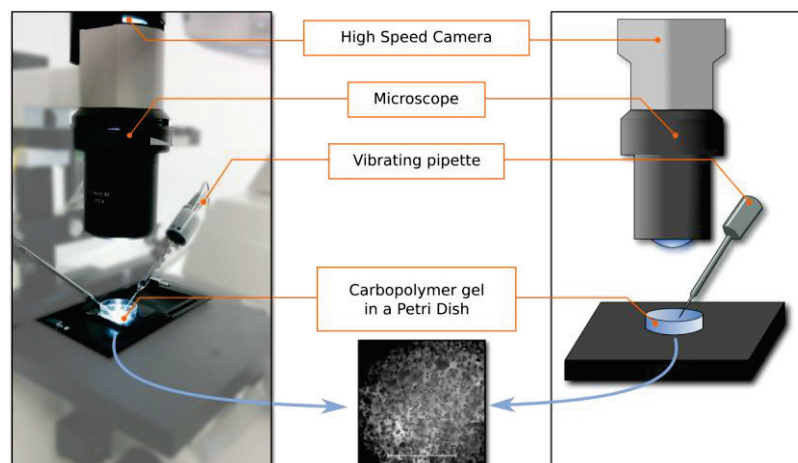 High Speed Camera
Microscope
Vibrating pipette
Carbopolymer gel
in a Petri Dish